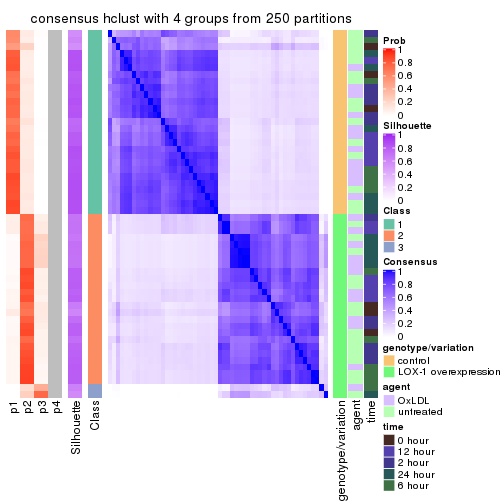 consensus hclust with 4 groups from 250 partitions
Prob
1
0.8
0.6
0.4
0.2
0
Silhouette
1
0.8
0.6
0.4
0.2
0
Class
1
2
3
Consensus
1
0.8
0.6
0.4
0.2
0
genotype/variation
control
LOX-1 overexpression
agent
OxLDL
untreated
time
0 hour
12 hour
2 hour
24 hour
6 hour
p1
p2
p3
p4
Silhouette
Class
genotype/variation
agent
time